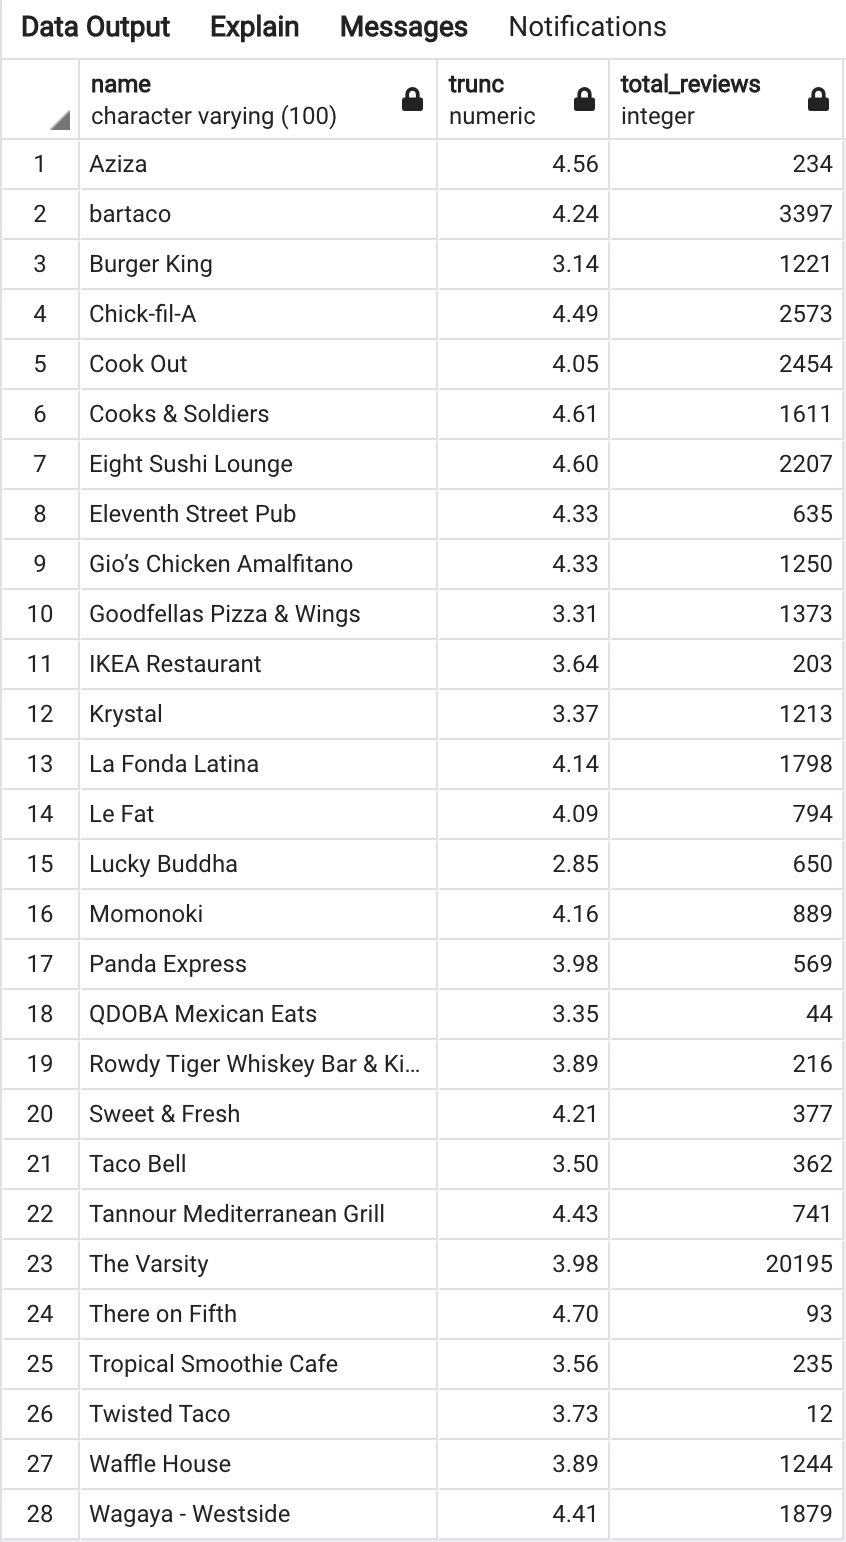 Data Output Explain Messages Notifications
name trunc total_reviews
character varying (100) numeric integer
1 Aziza 4.56 234
2 bartaco 4.24 3397
3 Burger King 3.14 1221
4 Chick-fil-A 4.49 2573
5 Cook Out 4.05 2454
6 Cooks & Soldiers 4.61 1611
7 Eight Sushi Lounge 4.60 2207
8 Eleventh Street Pub 4.33 635
9 Gio’s Chicken Amalfitano 4.33 1250
10 Goodfellas Pizza & Wings 3.31 1373
11 IKEA Restaurant 3.64 203
12 Krystal 3.37 1213
13 La Fonda Latina 4.14 1798
14 Le Fat 4.09 794
15 Lucky Buddha 2.85 650
16 Momonoki 4.16 889
17 Panda Express 3.98 569
18 QDOBA Mexican Eats 3.35 44
19 Rowdy Tiger Whiskey Bar & Ki... 3.89 216
20 Sweet & Fresh 4.21 377
21 Taco Bell 3.50 362
22 Tannour Mediterranean Grill 4.43 741
23 The Varsity 3.98 20195
24 There on Fifth 4.70 93
25 Tropical Smoothie Cafe 3.56 235
26 Twisted Taco 3.73 12
27 Waffle House 3.89 1244
28 Wagaya - Westside 4.41 1879